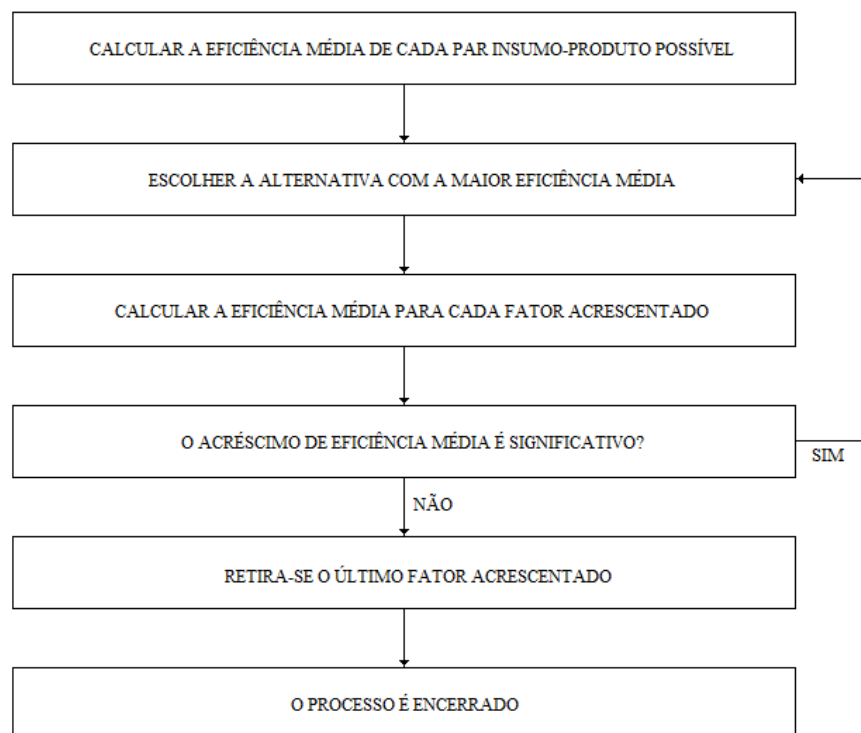 CALCULAR A EFICIÊNCIA MÉDIA DE CADA PAR INSUMO-PRODUTO POSSÍVEL
ESCOLHER A ALTERNATIVA COM A MAIOR EFICIÊNCIA MÉDIA
CALCULAR A EFICIÊNCIA MÉDIA PARA CADA FATOR ACRESCENTADO
O ACRÉSCIMO DE EFICIÊNCIA MÉDIA É SIGNIFICATIVO?
SIM
NÃO
RETIRA-SE O ÚLTIMO FATOR ACRESCENTADO
O PROCESSO É ENCERRADO